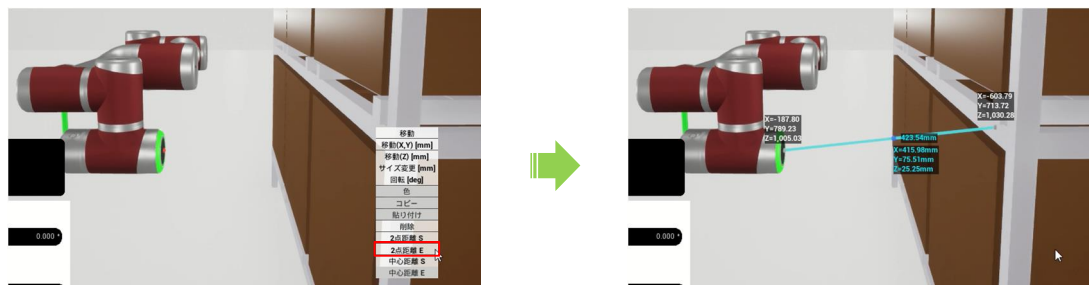 移動
移動(X,Y) [mm]
移動(Z) [mm]
サイズ変更 [mm]
回転 [deg]
色
コピー
貼り付け
削除
2点距離 S
2点距離 E
中心距離 S
中心距離 E
0.000 °
X=-187.80
Y=789.23
Z=1,005.03
X=-603.79
Y=713.72
Z=1,030.28
423.54mm
X=415.98mm
Y=75.51mm
Z=25.25mm
0.000 °